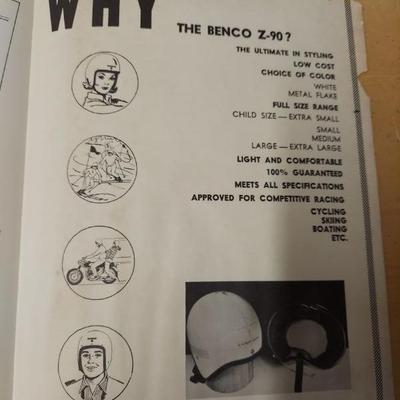 WHY
THE BENCO Z-90?
THE ULTIMATE IN STYLING
LOW COST
CHOICE OF COLOR
WHITE
METAL FLAKE
FULL SIZE RANGE
CHILD SIZE — EXTRA SMALL
SMALL
MEDIUM
LARGE — EXTRA LARGE
LIGHT AND COMFORTABLE
100% GUARANTEED
MEETS ALL SPECIFICATIONS
APPROVED FOR COMPETITIVE RACING
CYCLING
SKIING
BOATING
ETC.